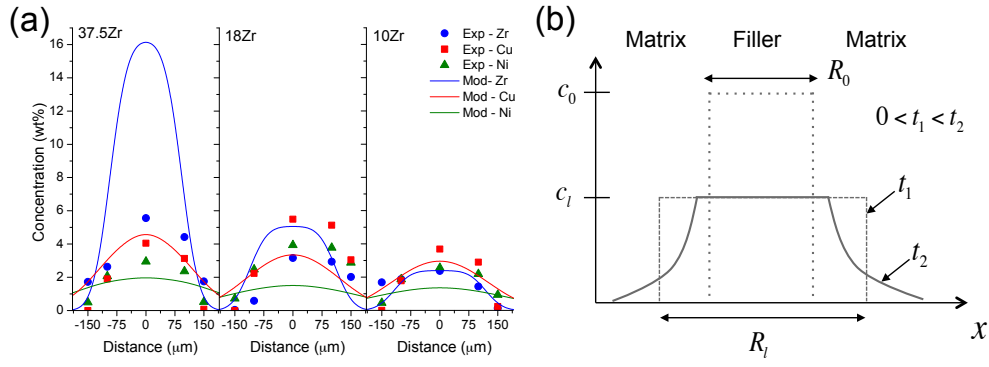 (a)
37.5Zr
18Zr
10Zr
Exp - Zr
Exp - Cu
Exp - Ni
Mod- Zr
Mod - Cu
Mod - Ni
Concentration (wt%)
16
14
12
10
8
6
4
2
0
-150 -75 0 75 150
-150 -75 0 75 150
-150 -75 0 75 150
Distance (μm)
Distance (μm)
Distance (μm)
(b)
Matrix Filler Matrix
R₀
c₀
0 < t₁ < t₂
cₗ
t₁
t₂
x
Rₗ